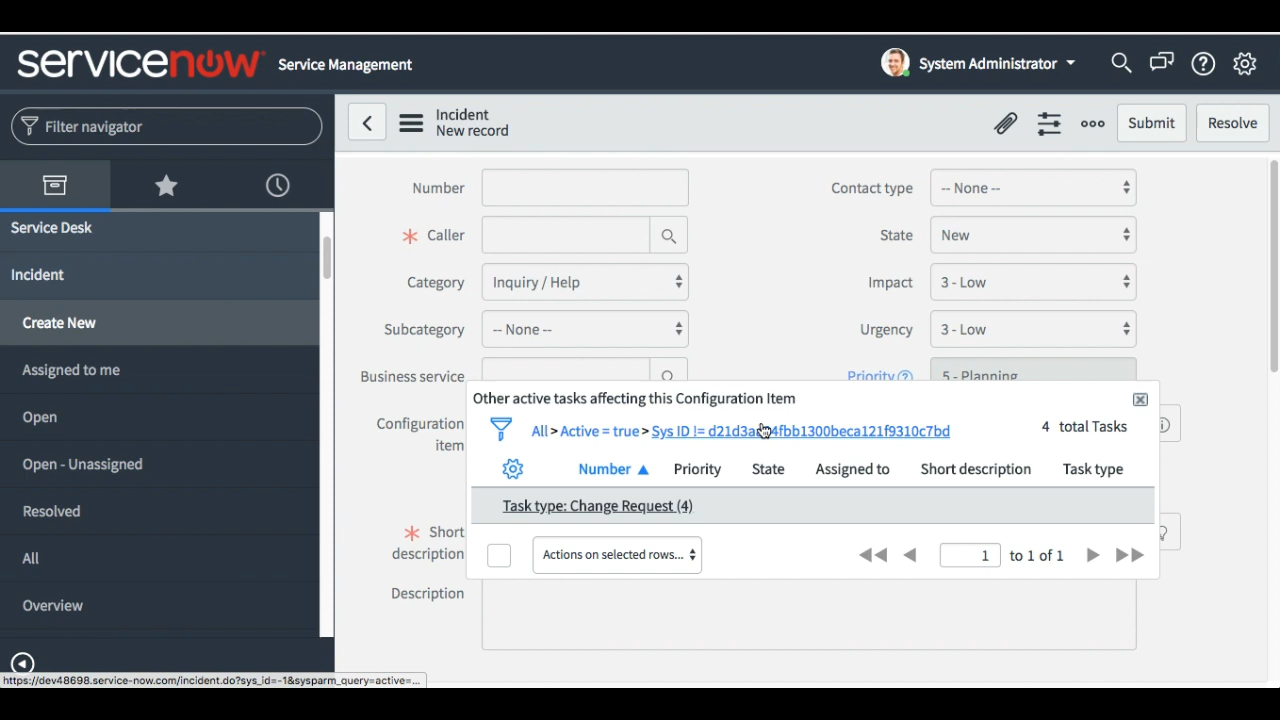 servicenow Service Management
System Administrator
Filter navigator
Service Desk
Incident
Create New
Assigned to me
Open
Open - Unassigned
Resolved
All
Overview
https://dev48698.service-now.com/incident.do?sys_id=-1&sysparm_query=active=...
Incident
New record
Submit
Resolve
Number
Caller
Category Inquiry / Help
Subcategory -- None --
Business service
Configuration
item
Short
description
Description
Contact type -- None --
State New
Impact 3 - Low
Urgency 3 - Low
Priority 5 - Planning
Other active tasks affecting this Configuration Item
All > Active = true > Sys ID !=
4 total Tasks
Number Priority State Assigned to Short description Task type
Task type: Change Request (4)
Actions on selected rows...
1 to 1 of 1